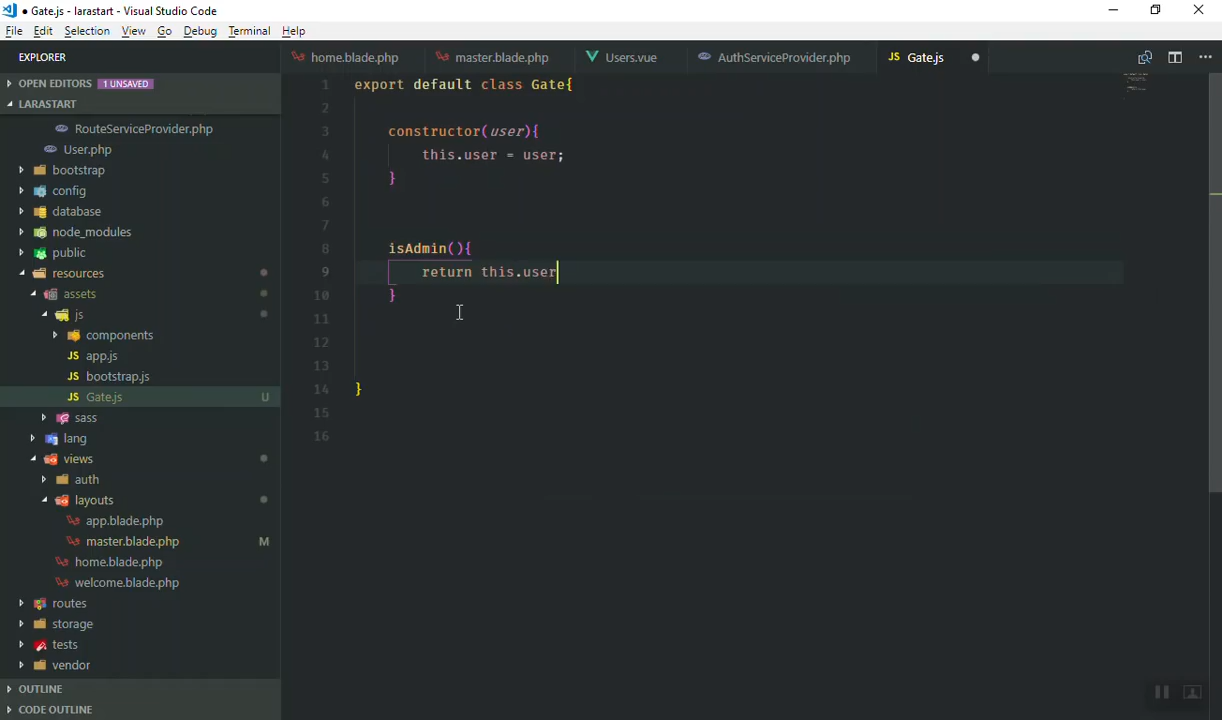 ● Gate.js - larastart - Visual Studio Code
File Edit Selection View Go Debug Terminal Help
EXPLORER
home.blade.php master.blade.php Users.vue AuthServiceProvider.php JS Gate.js ●
OPEN EDITORS 1 UNSAVED
LARASTART
RouteServiceProvider.php
User.php
bootstrap
config
database
node_modules
public
resources
assets
js
components
JS app.js
JS bootstrap.js
JS Gate.js U
sass
lang
views
auth
layouts
app.blade.php
master.blade.php M
home.blade.php
welcome.blade.php
routes
storage
tests
vendor
OUTLINE
CODE OUTLINE
1 export default class Gate{
2
3 constructor(user){
4 this.user = user;
5 }
6
7
8 isAdmin(){
9 return this.user
10 }
11
12
13
14 }
15
16